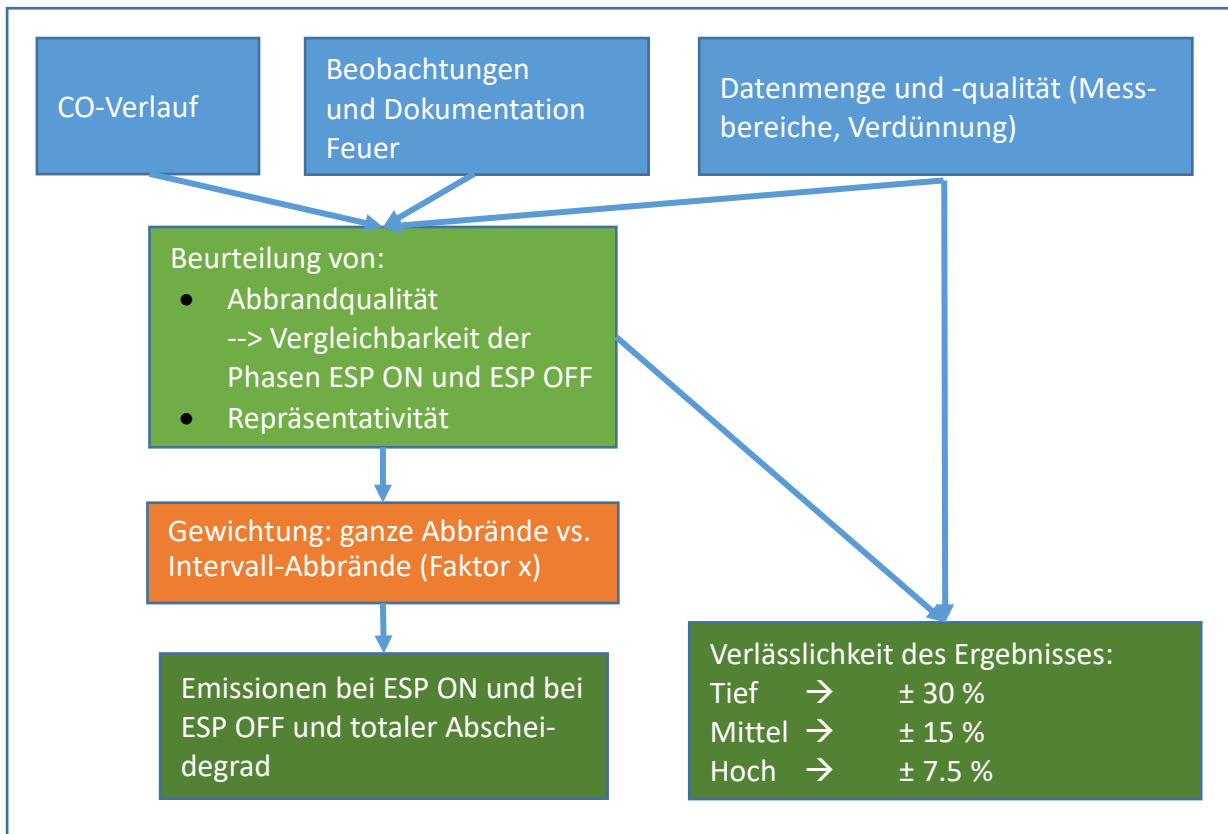 CO-Verlauf
Beobachtungen
und Dokumentation
Feuer
Datenmenge und -qualität (Mess-
bereiche, Verdünnung)
Beurteilung von:
● Abbrandqualität
--> Vergleichbarkeit der
Phasen ESP ON und ESP OFF
● Repräsentativität
Gewichtung: ganze Abbrände vs.
Intervall-Abbrände (Faktor x)
Emissionen bei ESP ON und bei
ESP OFF und totaler Abschei-
degrad
Verlässlichkeit des Ergebnisses:
Tief → ± 30 %
Mittel → ± 15 %
Hoch → ± 7.5 %